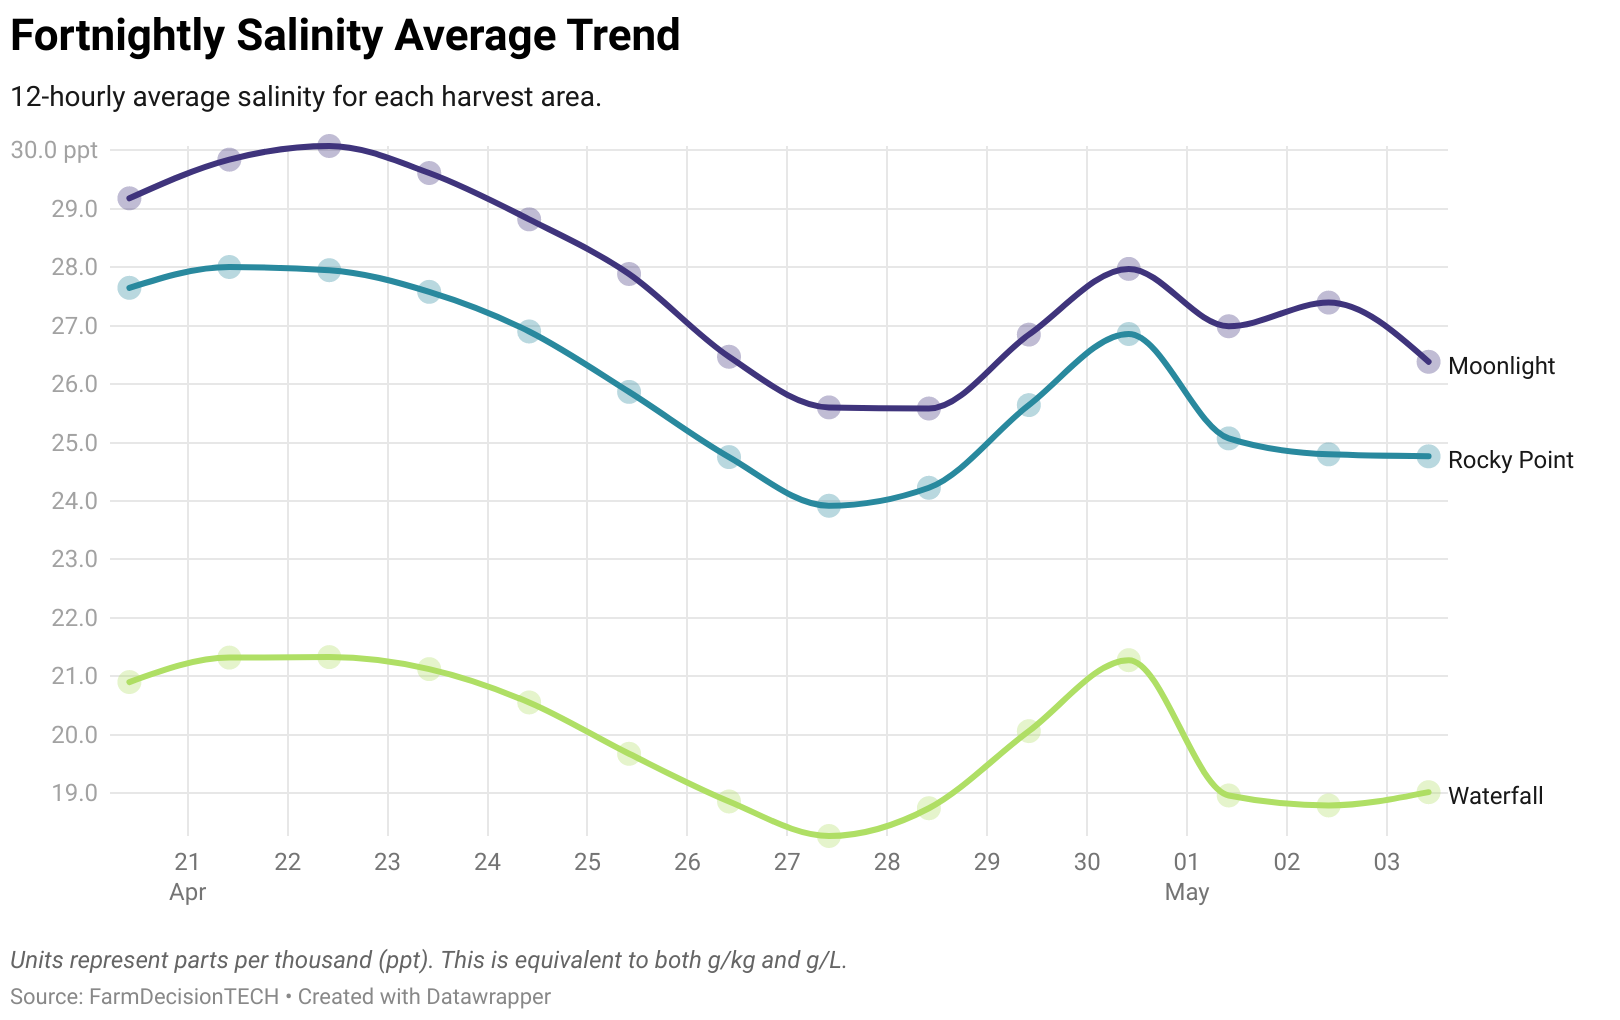 Fortnightly Salinity Average Trend
12-hourly average salinity for each harvest area.
30.0 ppt
29.0
28.0
27.0
26.0
25.0
24.0
23.0
22.0
21.0
20.0
19.0
Moonlight
Rocky Point
Waterfall
21 22 23 24 25 26 27 28 29 30 01 02 03
Apr May
Units represent parts per thousand (ppt). This is equivalent to both g/kg and g/L.
Source: FarmDecisionTECH • Created with Datawrapper